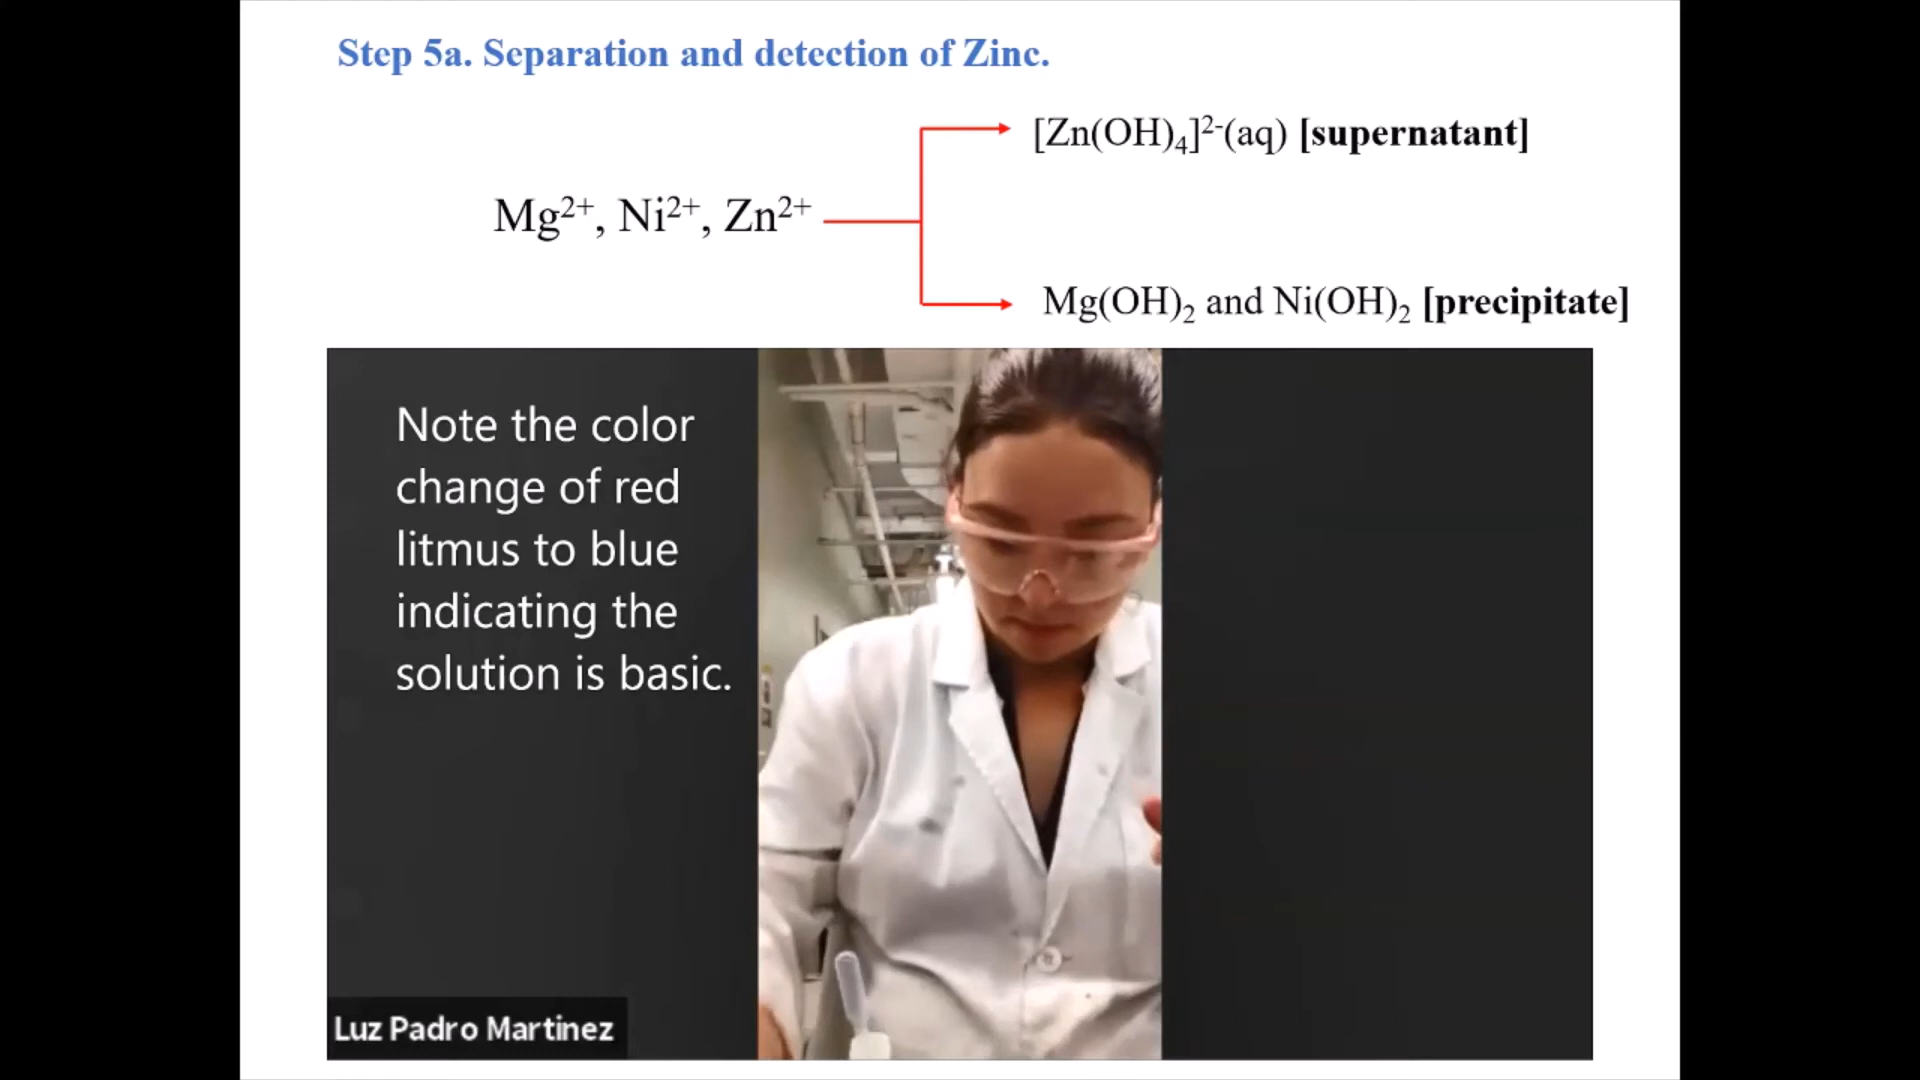 Step 5a. Separation and detection of Zinc.
[Zn(OH)₄]²⁻(aq) [supernatant]
Mg²⁺, Ni²⁺, Zn²⁺
Mg(OH)₂ and Ni(OH)₂ [precipitate]
Note the color
change of red
litmus to blue
indicating the
solution is basic.
Luz Padro Martinez